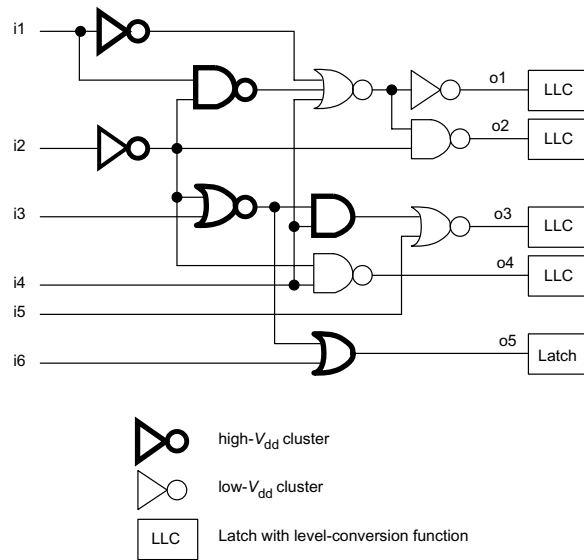 i1
o1
LLC
o2
LLC
i2
i3
o3
LLC
o4
LLC
i4
i5
o5
Latch
i6
high-Vdd cluster
low-Vdd cluster
LLC Latch with level-conversion function